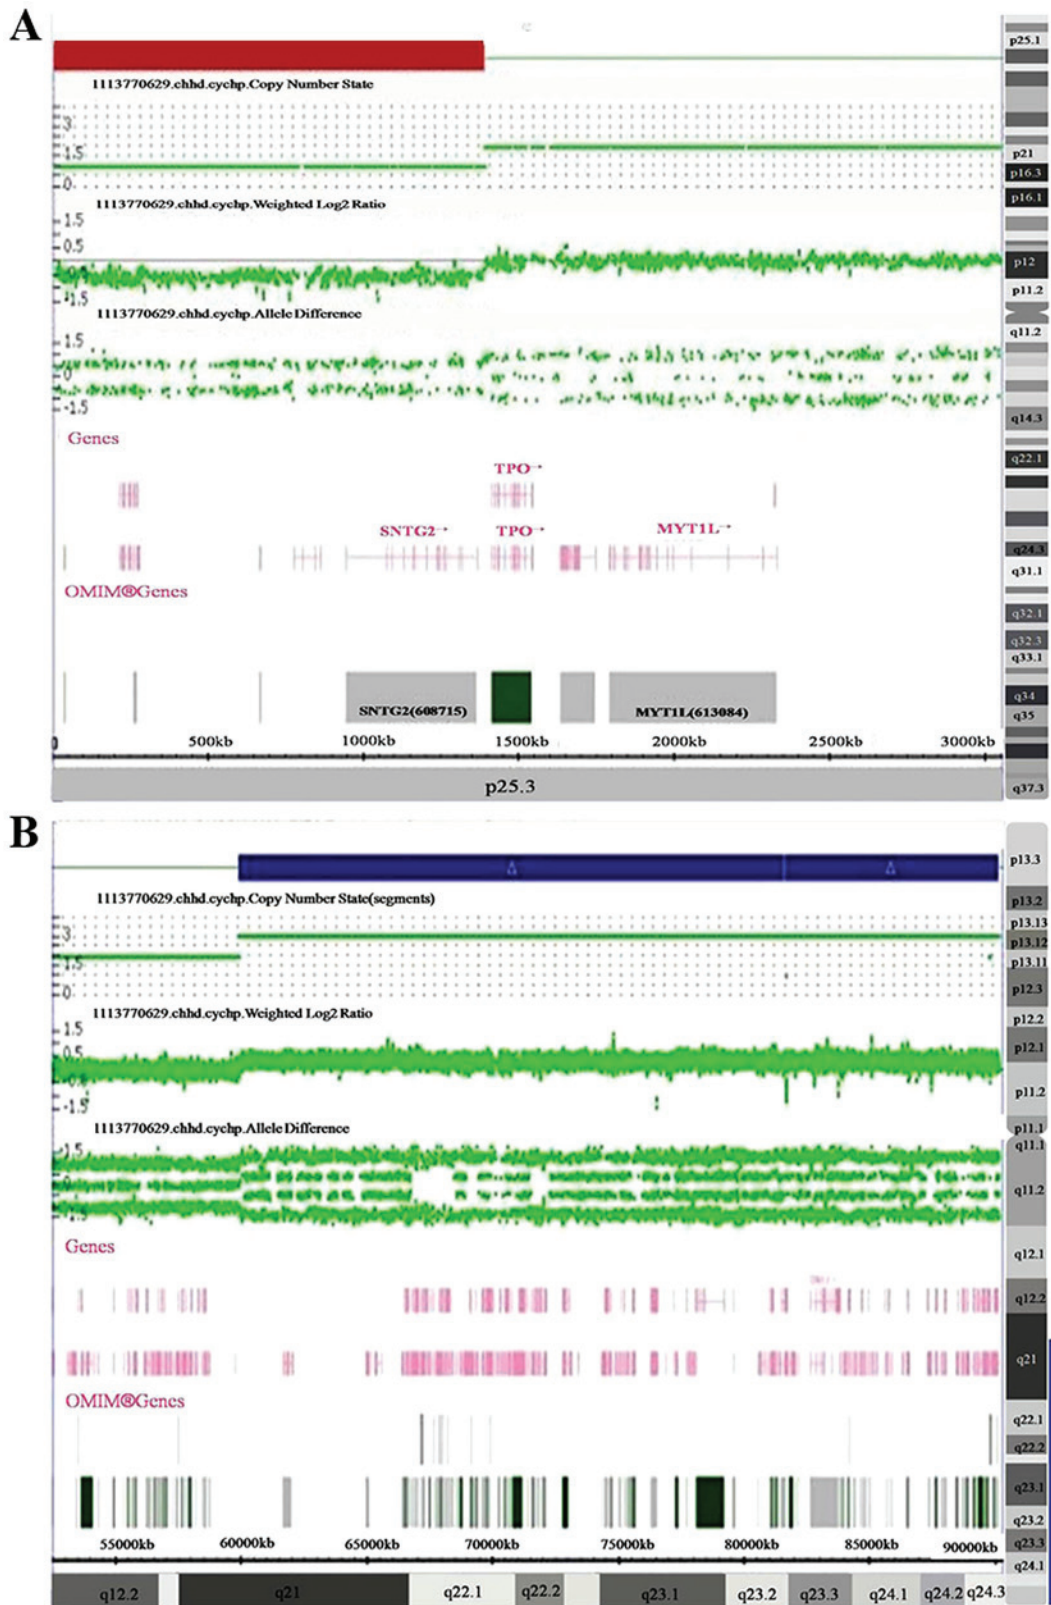 A
p25.1
1113770629.chhd.cychp.Copy Number State
3
1.5
0
p21
p16.3
1113770629.chhd.cychp.Weighted Log2 Ratio
p16.1
1.5
0.5
-1.5
p12
p11.2
1113770629.chhd.cychp.Allele Difference
q11.2
1.5
0
-1.5
q14.3
Genes
q22.1
TPO
SNTG2 TPO MYT1L
q24.3
q31.1
OMIM®Genes
q32.1
q32.3
q33.1
q34
SNTG2(608715) MYT1L(613084)
q35
0 500kb 1000kb 1500kb 2000kb 2500kb 3000kb
p25.3
q37.3
B
p13.3
1113770629.chhd.cychp.Copy Number State(segments)
p13.2
p13.13
3
p13.12
1.5
p13.11
0
p12.3
1113770629.chhd.cychp.Weighted Log2 Ratio
p12.2
1.5
0.5
-1.5
p12.1
p11.2
1113770629.chhd.cychp.Allele Difference
p11.1
q11.1
1.5
q11.2
Genes
q12.1
q12.2
q21
OMIM®Genes
q22.1
q22.2
q23.1
q23.2
55000kb 60000kb 65000kb 70000kb 75000kb 80000kb 85000kb 90000kb
q23.3
q24.1
q12.2 q21 q22.1 q22.2 q23.1 q23.2 q23.3 q24.1 q24.2 q24.3